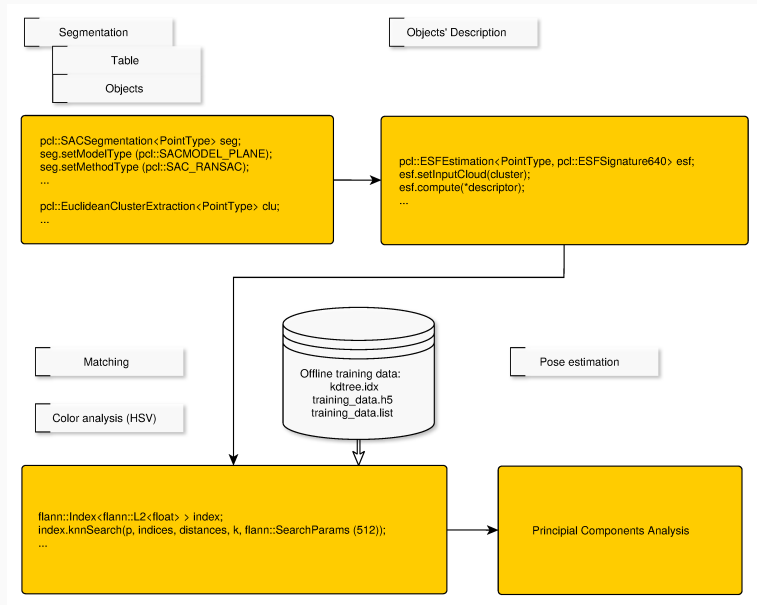 Segmentation
Table
Objects
Objects' Description
pcl::SACSegmentation<PointType> seg;
seg.setModelType (pcl::SACMODEL_PLANE);
seg.setMethodType (pcl::SAC_RANSAC);
...
pcl::EuclideanClusterExtraction<PointType> clu;
...
pcl::ESFEstimation<PointType, pcl::ESFSignature640> esf;
esf.setInputCloud(cluster);
esf.compute(*descriptor);
...
Matching
Color analysis (HSV)
Offline training data:
kdtree.idx
training_data.h5
training_data.list
Pose estimation
flann::Index<flann::L2<float> > index;
index.knnSearch(p, indices, distances, k, flann::SearchParams (512));
...
Principial Components Analysis